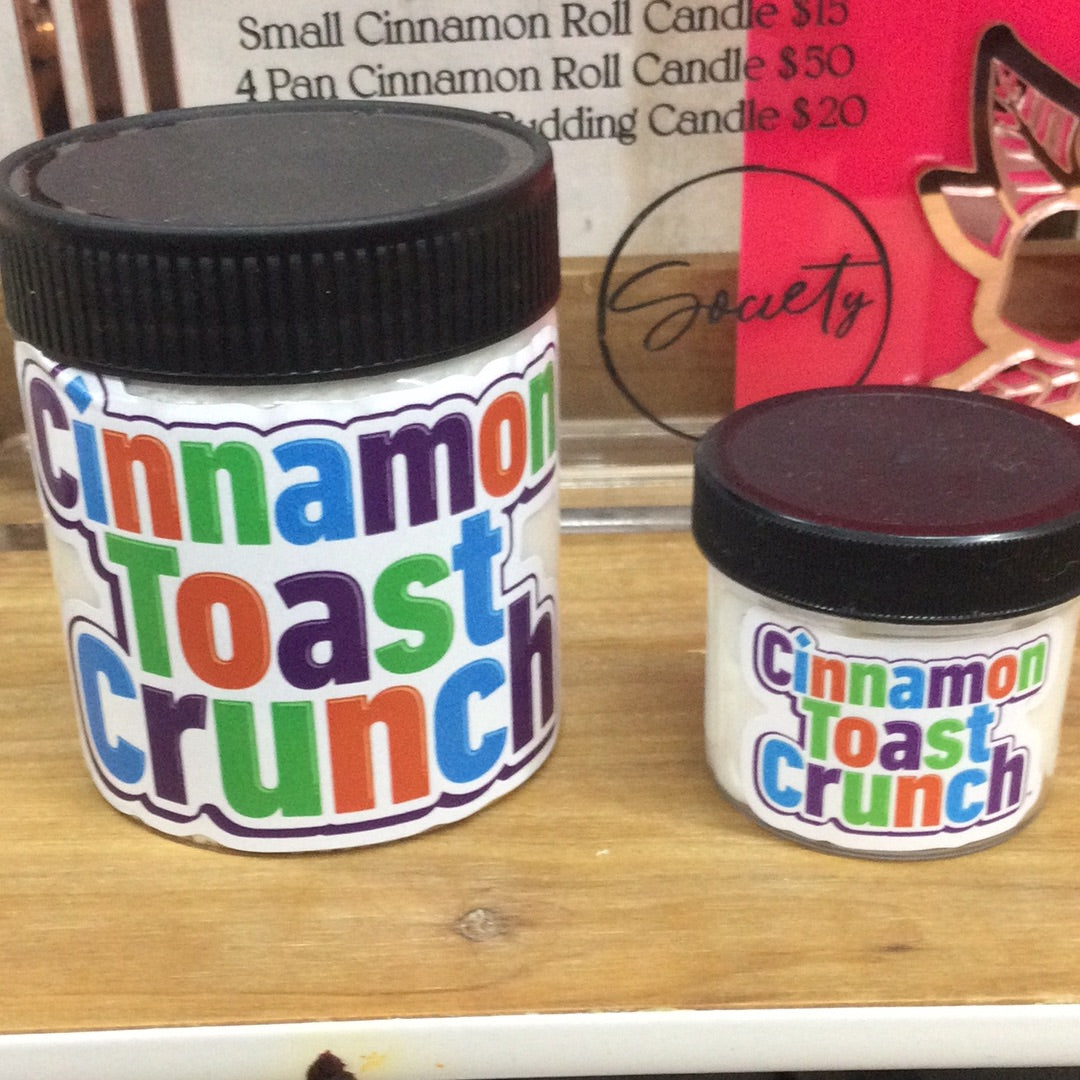 Small Cinnamon Roll Candle $15
4 Pan Cinnamon Roll Candle $50
Pudding Candle $20
Society
Cinnamon
Toast
Crunch
Cinnamon
Toast
Crunch